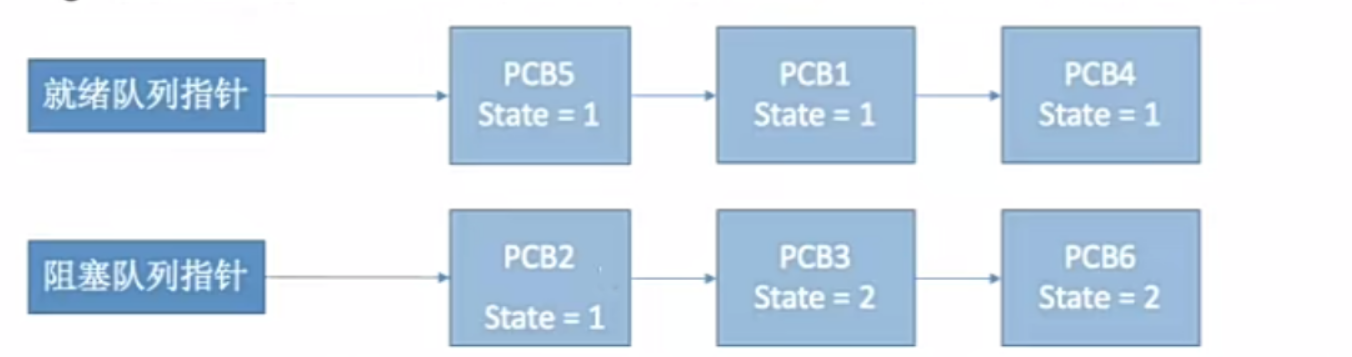 就绪队列指针
PCB5
State = 1
PCB1
State = 1
PCB4
State = 1
阻塞队列指针
PCB2
State = 1
PCB3
State = 2
PCB6
State = 2